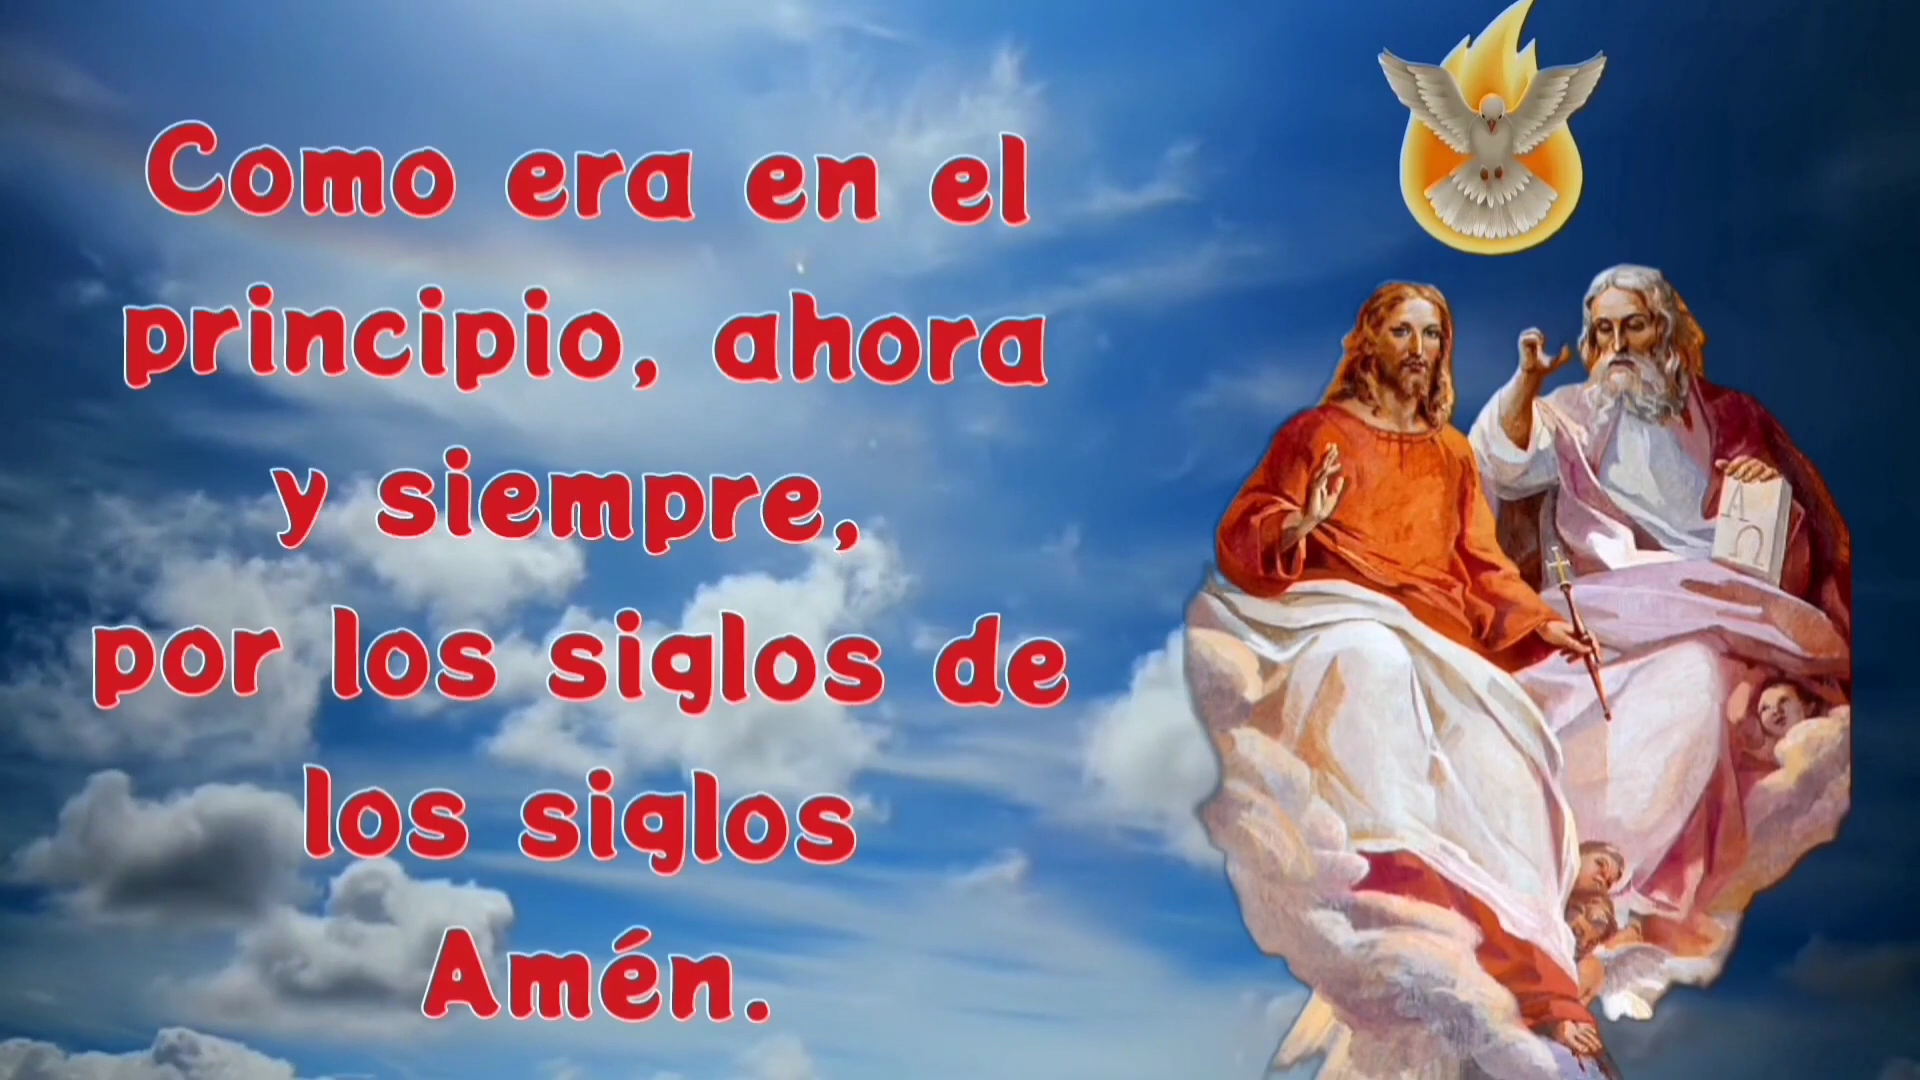 Como era en el
principio, ahora
y siempre,
por los siglos de
los siglos
Amén.
A
Ω